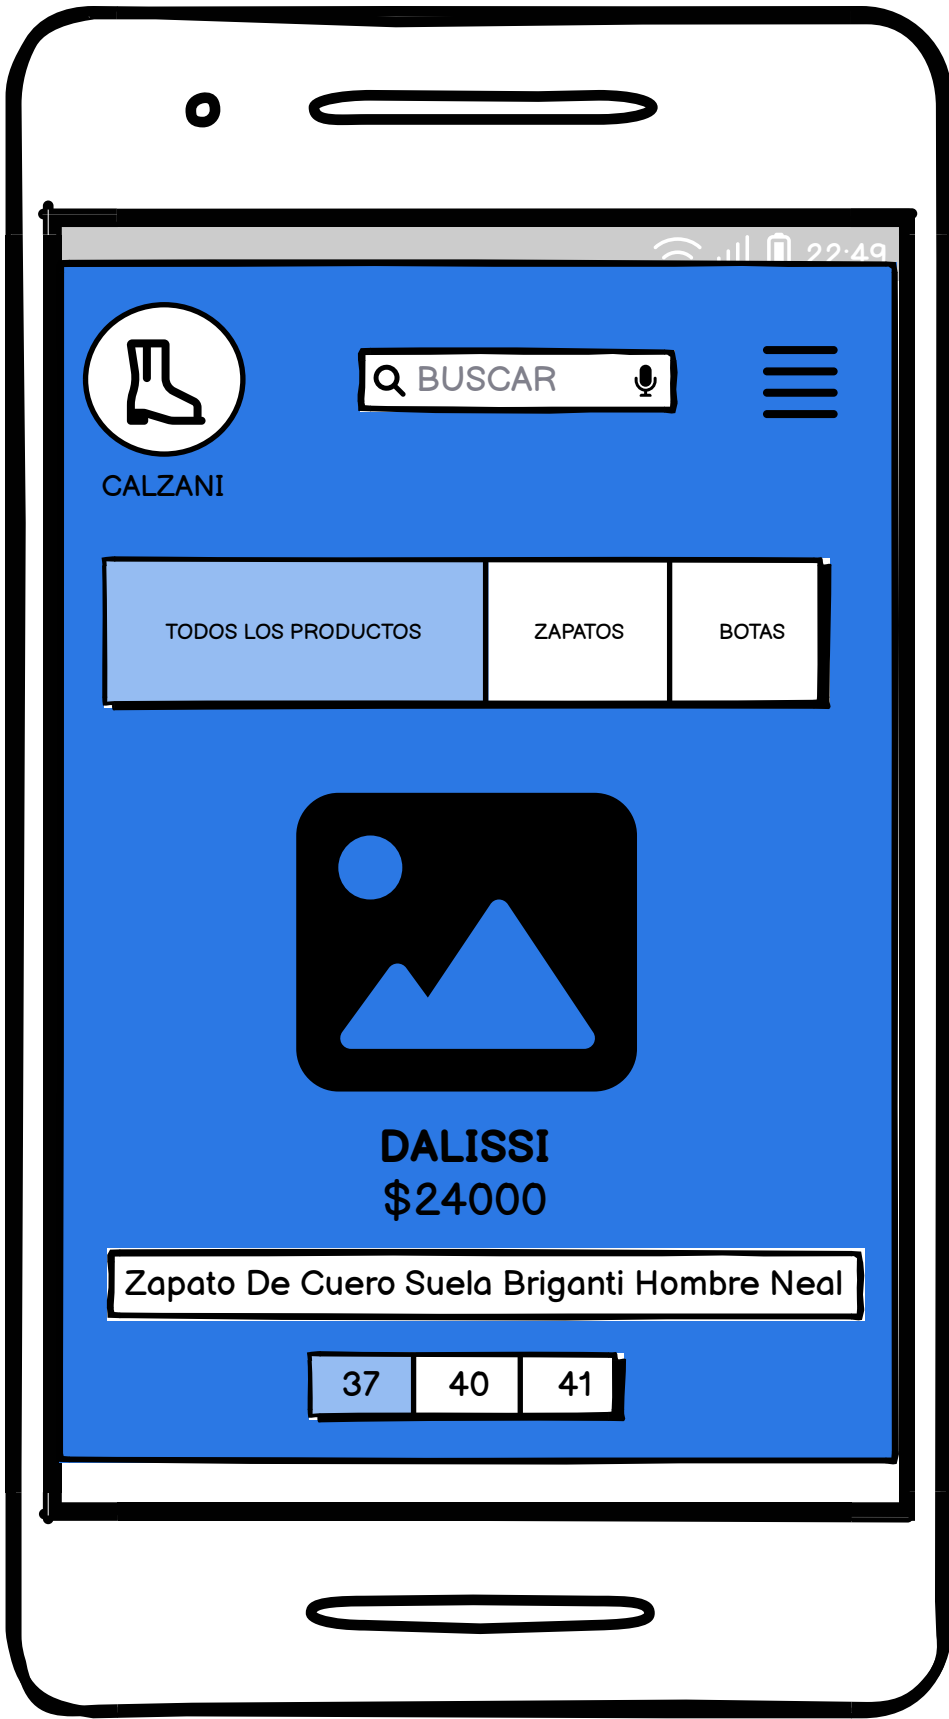 22:49
BUSCAR
CALZANI
TODOS LOS PRODUCTOS ZAPATOS BOTAS
DALISSI
$24000
Zapato De Cuero Suela Briganti Hombre Neal
37 40 41